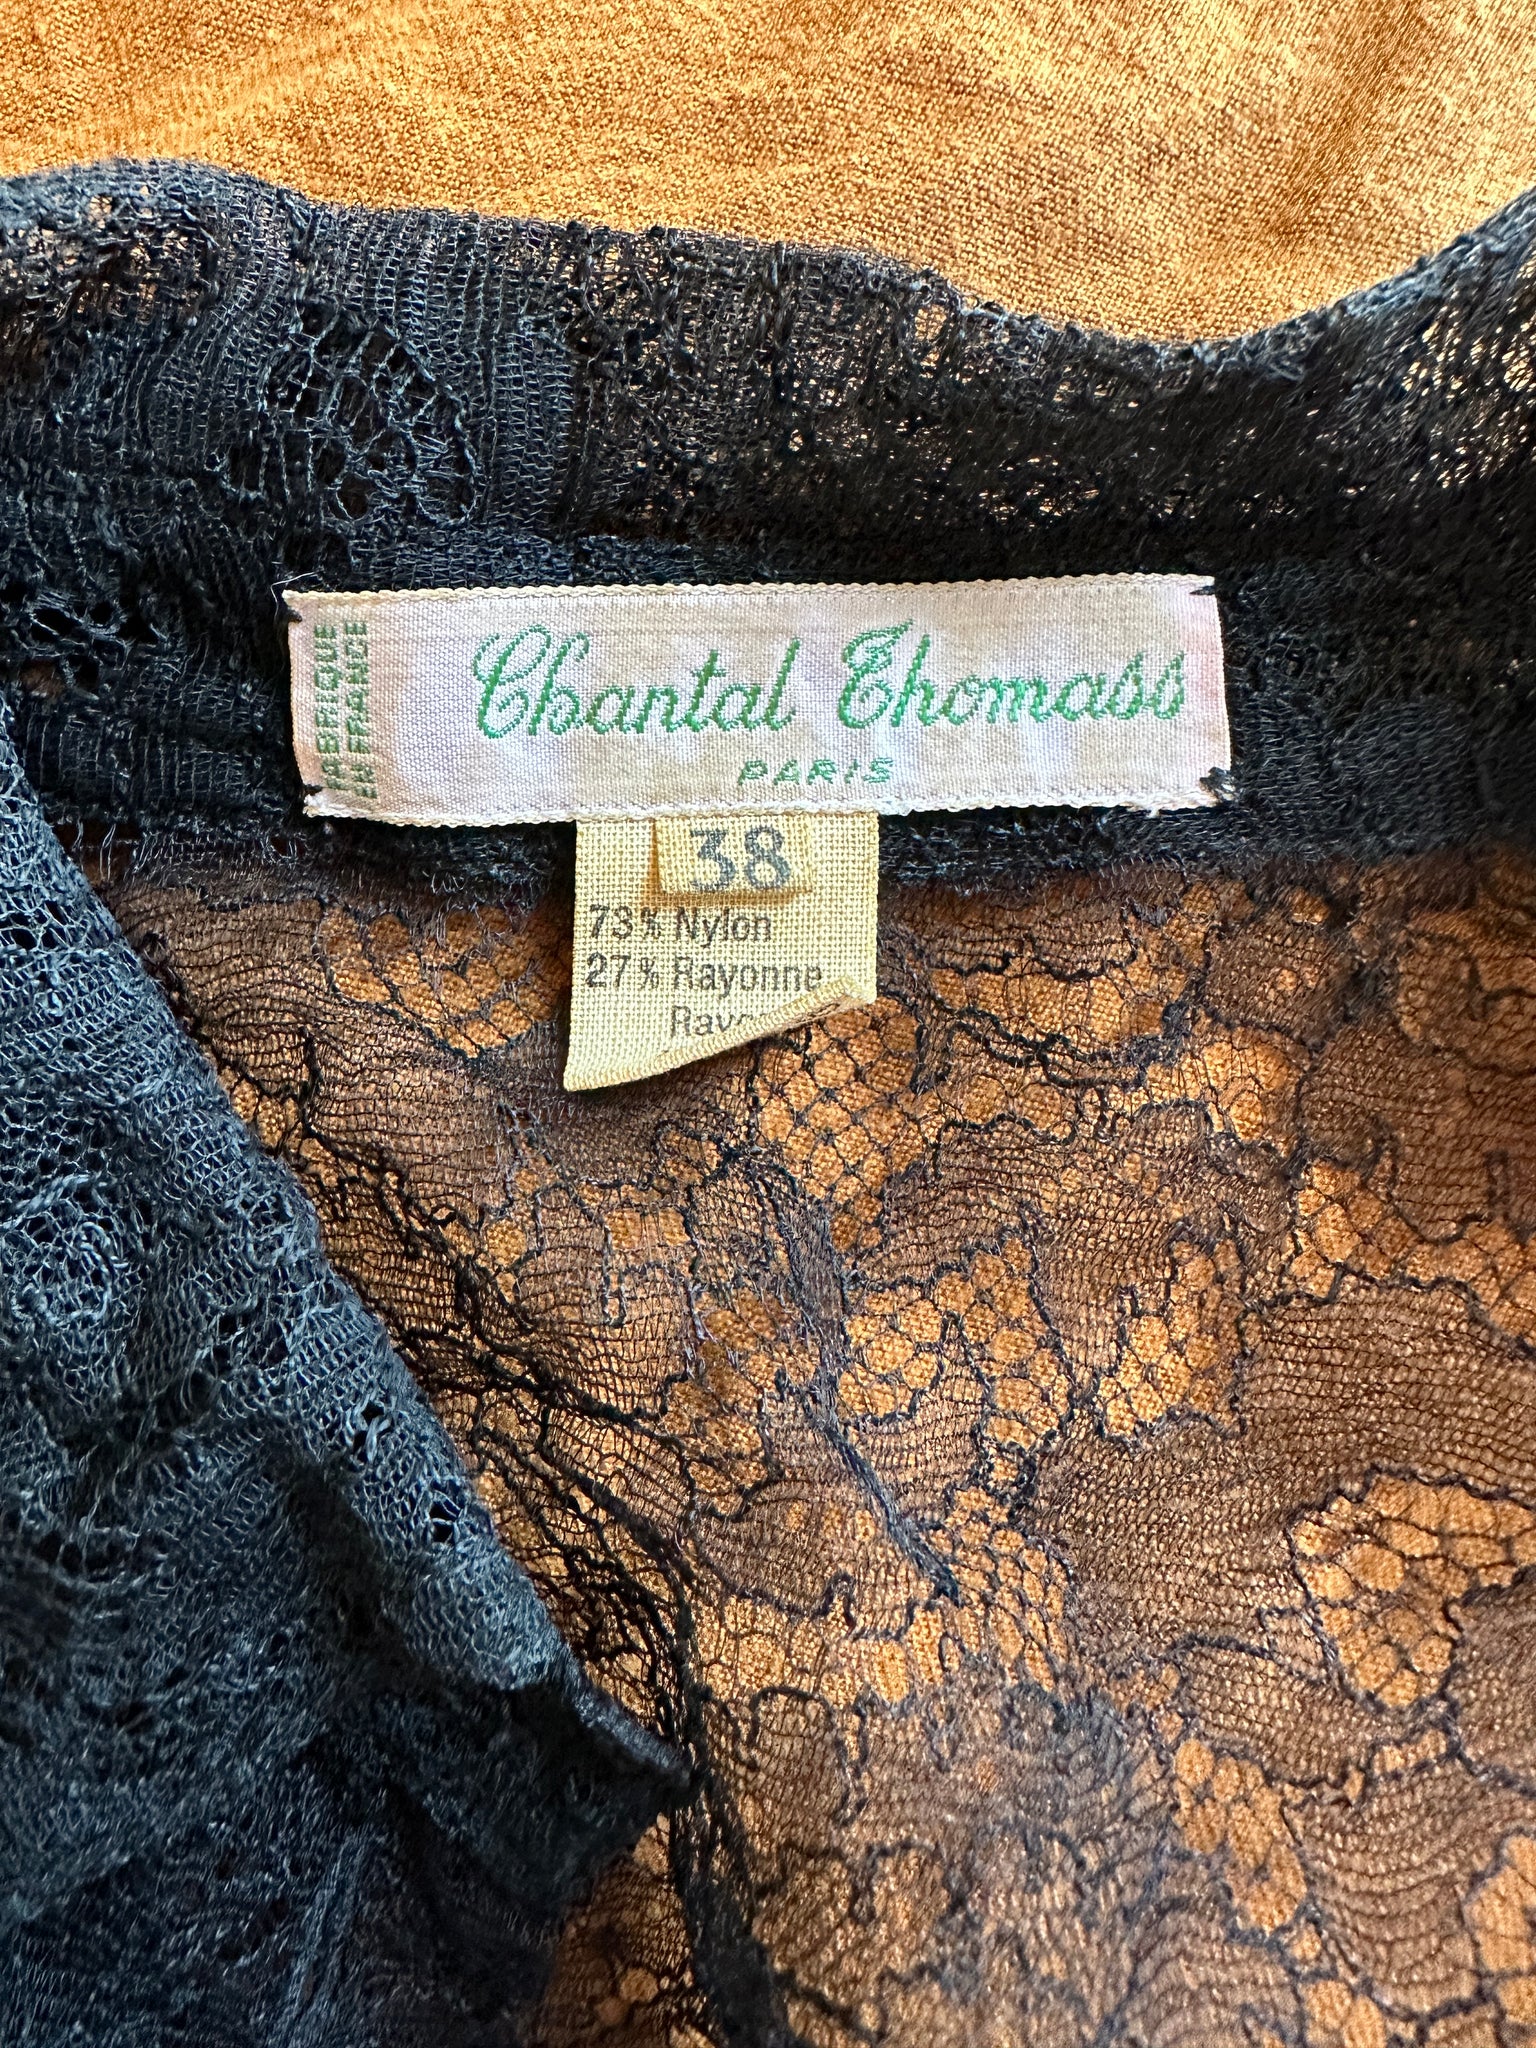 FABRIQUE
EN FRANCE
Chantal Thomass
PARIS
38
73% Nylon
27% Rayonne